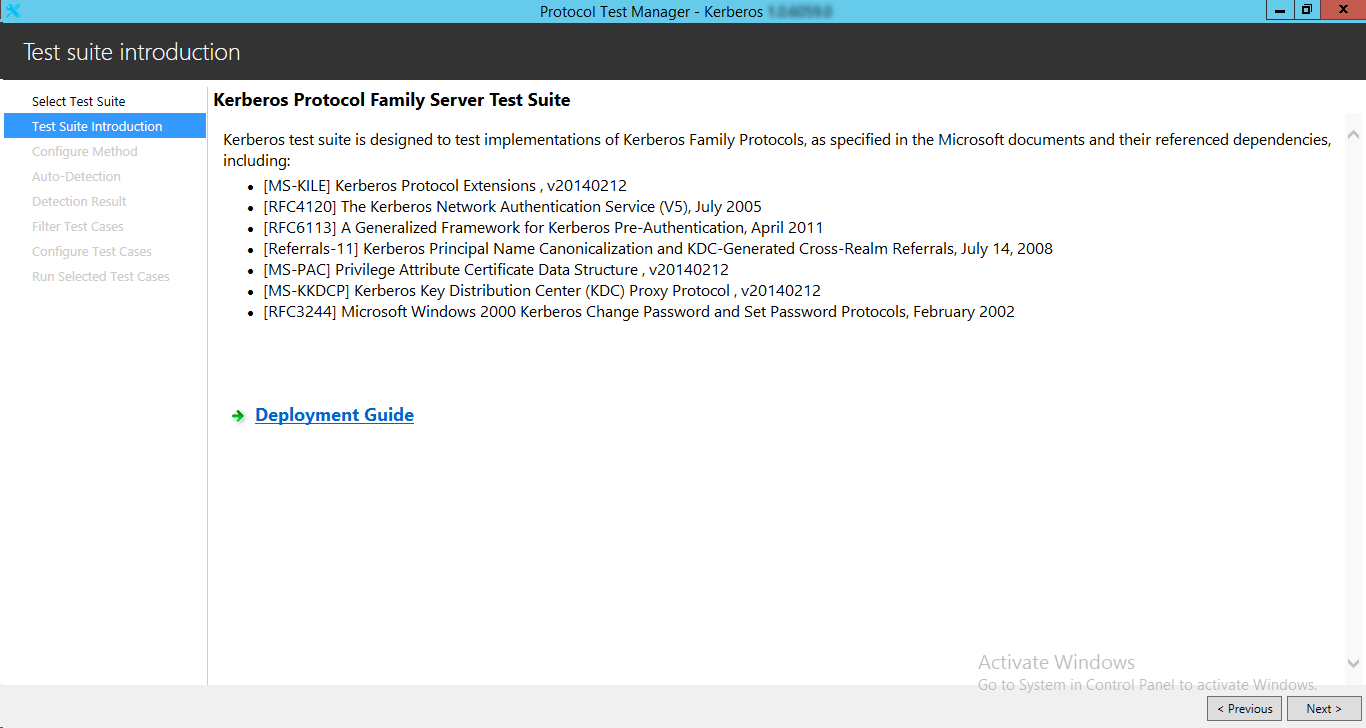 Protocol Test Manager - Kerberos
Test suite introduction
Select Test Suite
Test Suite Introduction
Configure Method
Auto-Detection
Detection Result
Filter Test Cases
Configure Test Cases
Run Selected Test Cases
Kerberos Protocol Family Server Test Suite
Kerberos test suite is designed to test implementations of Kerberos Family Protocols, as specified in the Microsoft documents and their referenced dependencies,
including:
• [MS-KILE] Kerberos Protocol Extensions , v20140212
• [RFC4120] The Kerberos Network Authentication Service (V5), July 2005
• [RFC6113] A Generalized Framework for Kerberos Pre-Authentication, April 2011
• [Referrals-11] Kerberos Principal Name Canonicalization and KDC-Generated Cross-Realm Referrals, July 14, 2008
• [MS-PAC] Privilege Attribute Certificate Data Structure , v20140212
• [MS-KKDCP] Kerberos Key Distribution Center (KDC) Proxy Protocol , v20140212
• [RFC3244] Microsoft Windows 2000 Kerberos Change Password and Set Password Protocols, February 2002
Deployment Guide
Activate Windows
Go to System in Control Panel to activate Windows.
< Previous
Next >